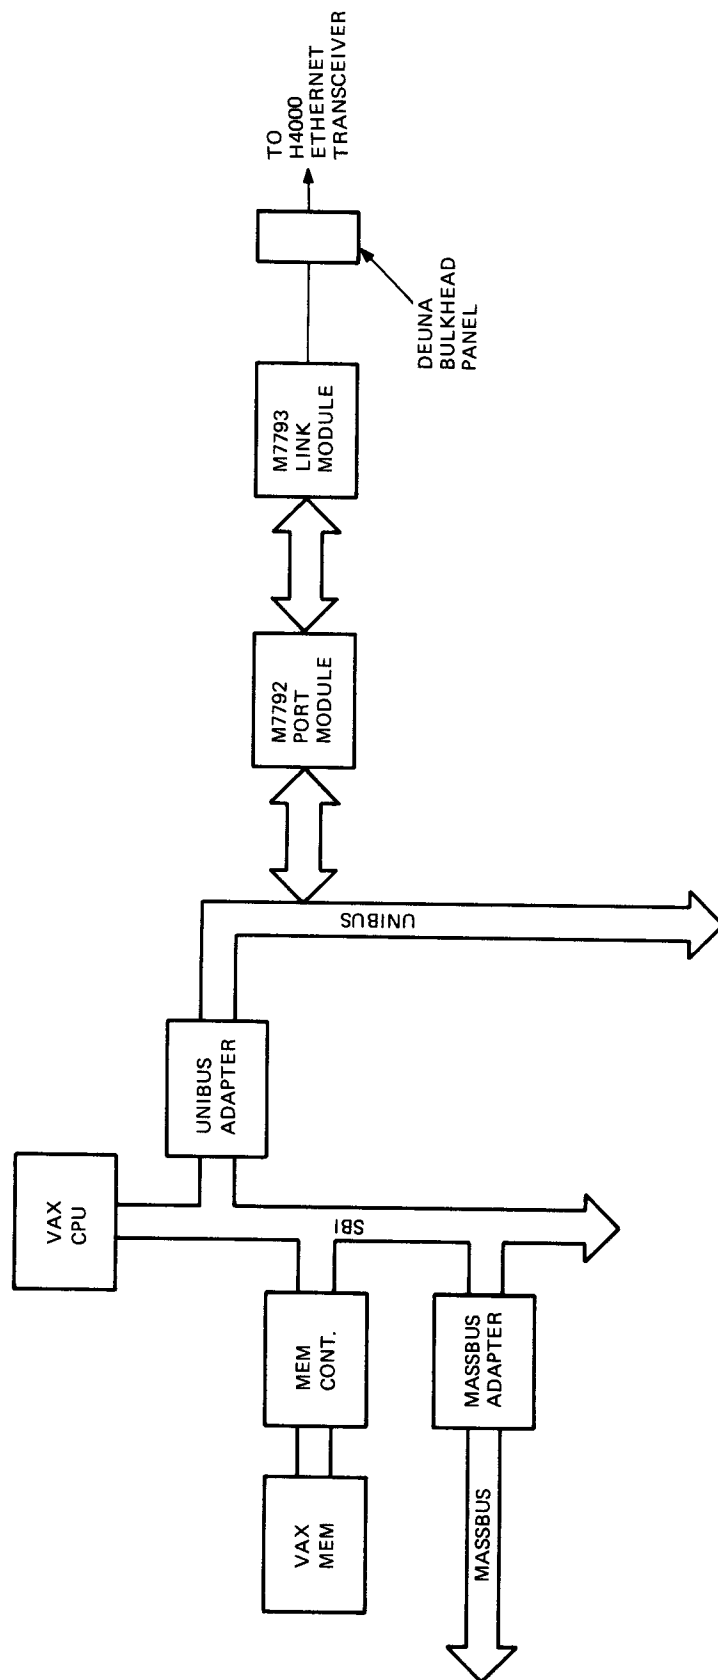 VAX
CPU
VAX
MEM
MEM
CONT.
SBI
MASSBUS
MASSBUS
ADAPTER
UNIBUS
ADAPTER
UNIBUS
M7792
PORT
MODULE
M7793
LINK
MODULE
DEUNA
BULKHEAD
PANEL
TO
H4000
ETHERNET
TRANSCEIVER